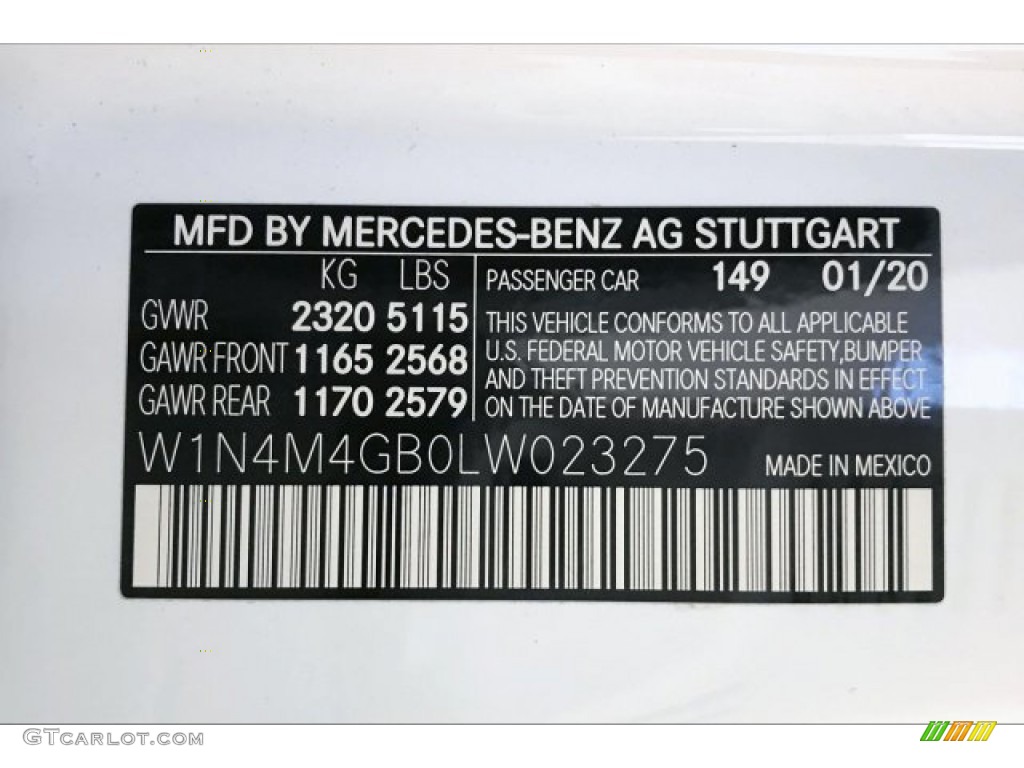 MFD BY MERCEDES-BENZ AG STUTTGART
KG LBS
GVWR 2320 5115
GAWR FRONT 1165 2568
GAWR REAR 1170 2579
PASSENGER CAR 149 01/20
THIS VEHICLE CONFORMS TO ALL APPLICABLE
U.S. FEDERAL MOTOR VEHICLE SAFETY,BUMPER
AND THEFT PREVENTION STANDARDS IN EFFECT
ON THE DATE OF MANUFACTURE SHOWN ABOVE
W1N4M4GB0LW023275 MADE IN MEXICO
GTCARLOT.COM